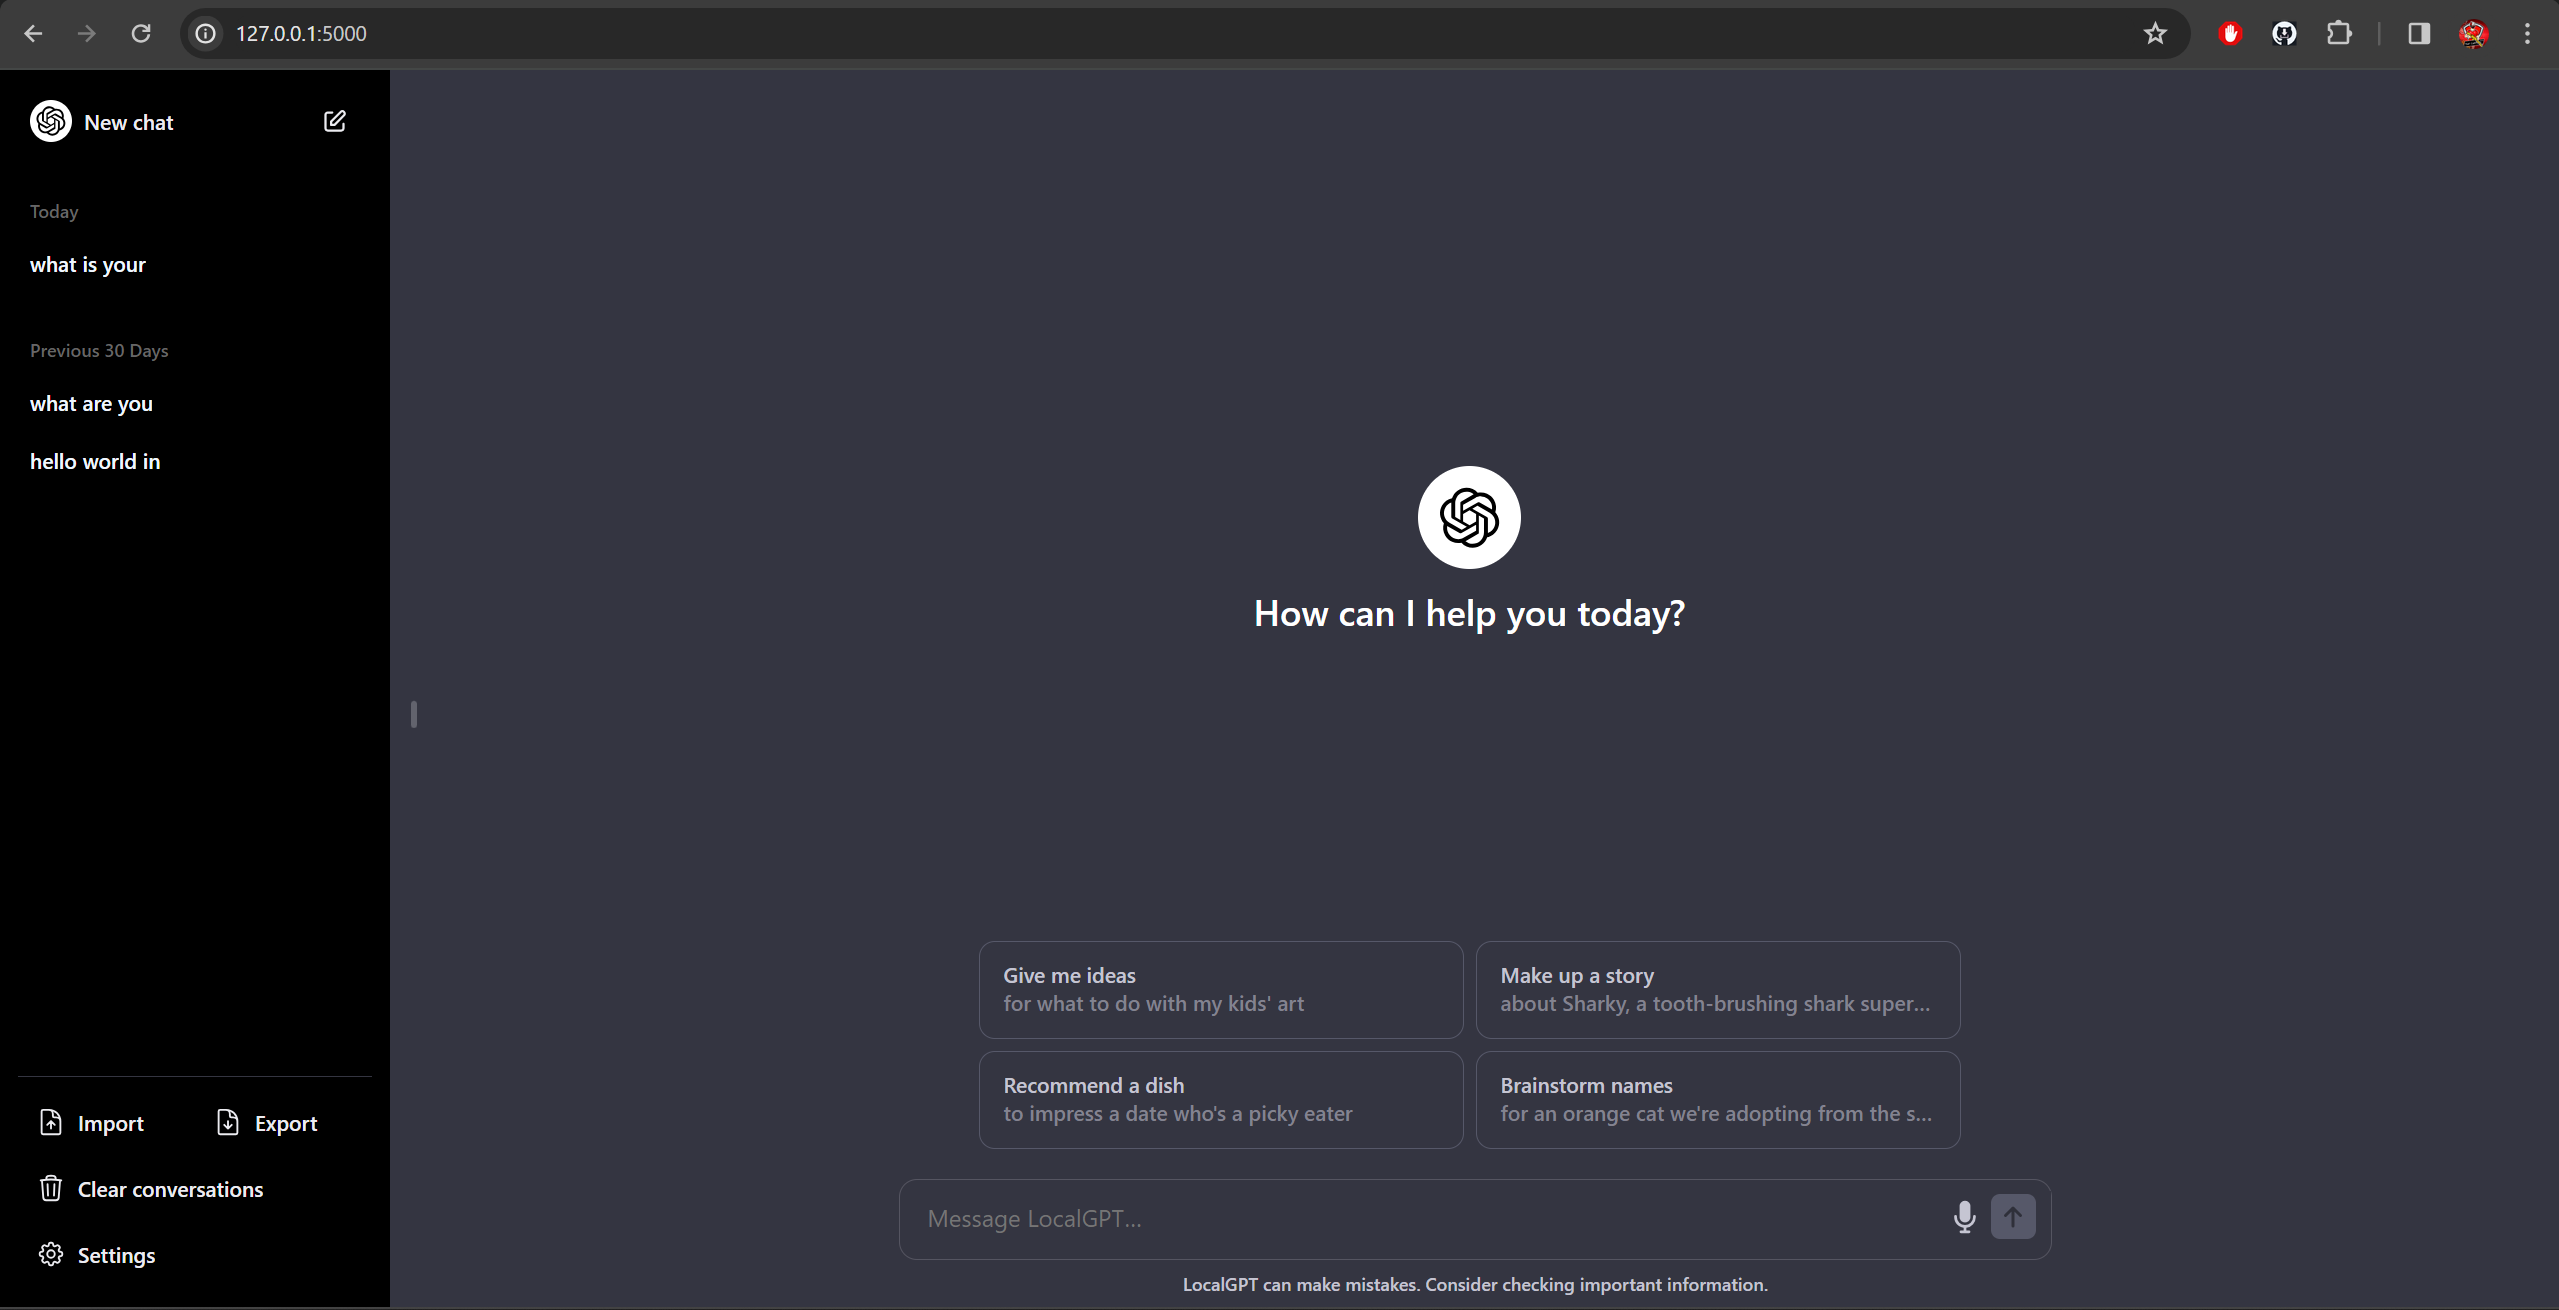 127.0.0.1:5000
New chat
Today
what is your
Previous 30 Days
what are you
hello world in
Import
Export
Clear conversations
Settings
How can I help you today?
Give me ideas
for what to do with my kids' art
Make up a story
about Sharky, a tooth-brushing shark super...
Recommend a dish
to impress a date who's a picky eater
Brainstorm names
for an orange cat we're adopting from the s...
Message LocalGPT...
LocalGPT can make mistakes. Consider checking important information.